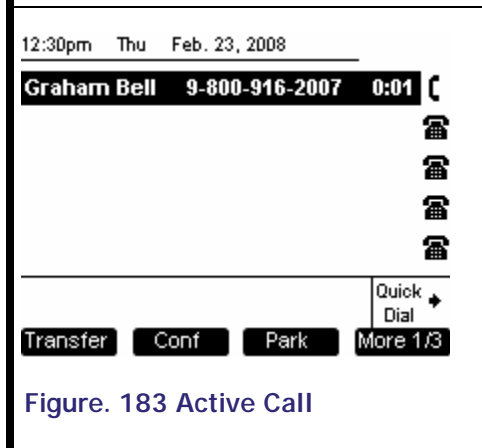 12:30pm Thu Feb. 23, 2008
Graham Bell 9-800-916-2007 0:01
Quick
Dial
Transfer Conf Park More 1/3
Figure. 183 Active Call